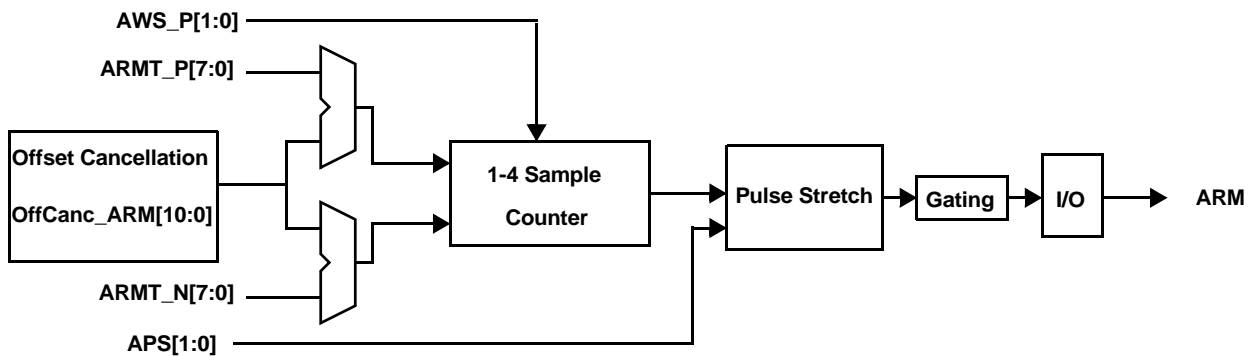 AWS_P[1:0]
ARMT_P[7:0]
Offset Cancellation
OffCanc_ARM[10:0]
1-4 Sample
Counter
Pulse Stretch
Gating
I/O
ARM
ARMT_N[7:0]
APS[1:0]